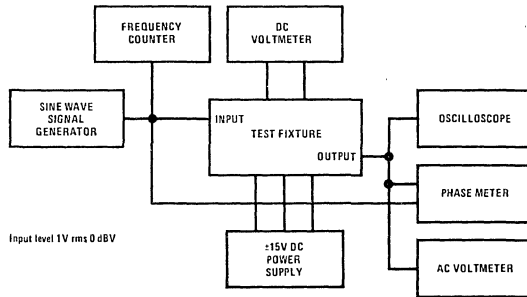 FREQUENCY
COUNTER
DC
VOLTMETER
SINE WAVE
SIGNAL
GENERATOR
INPUT
TEST FIXTURE
OUTPUT
OSCILLOSCOPE
PHASE METER
AC VOLTMETER
±15V DC
POWER
SUPPLY
Input level 1V rms 0 dBV